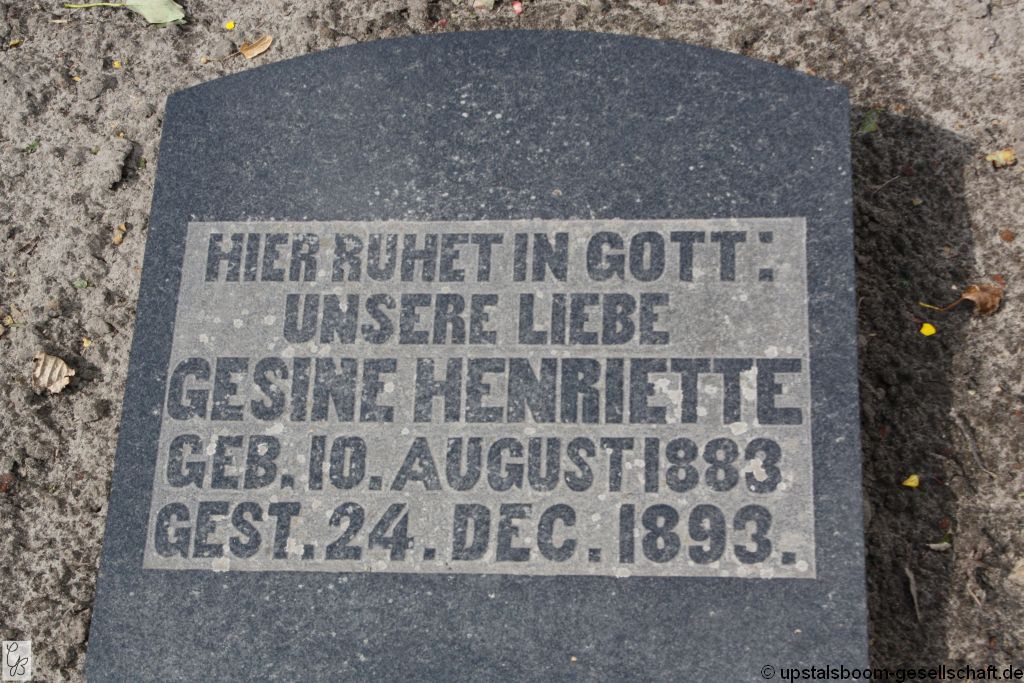 HIER RUHET IN GOTT:
UNSERE LIEBE
GESINE HENRIETTE
GEB. 10. AUGUST 1883
GEST. 24. DEC. 1893.
GB
© upstalsboom-gesellschaft.de